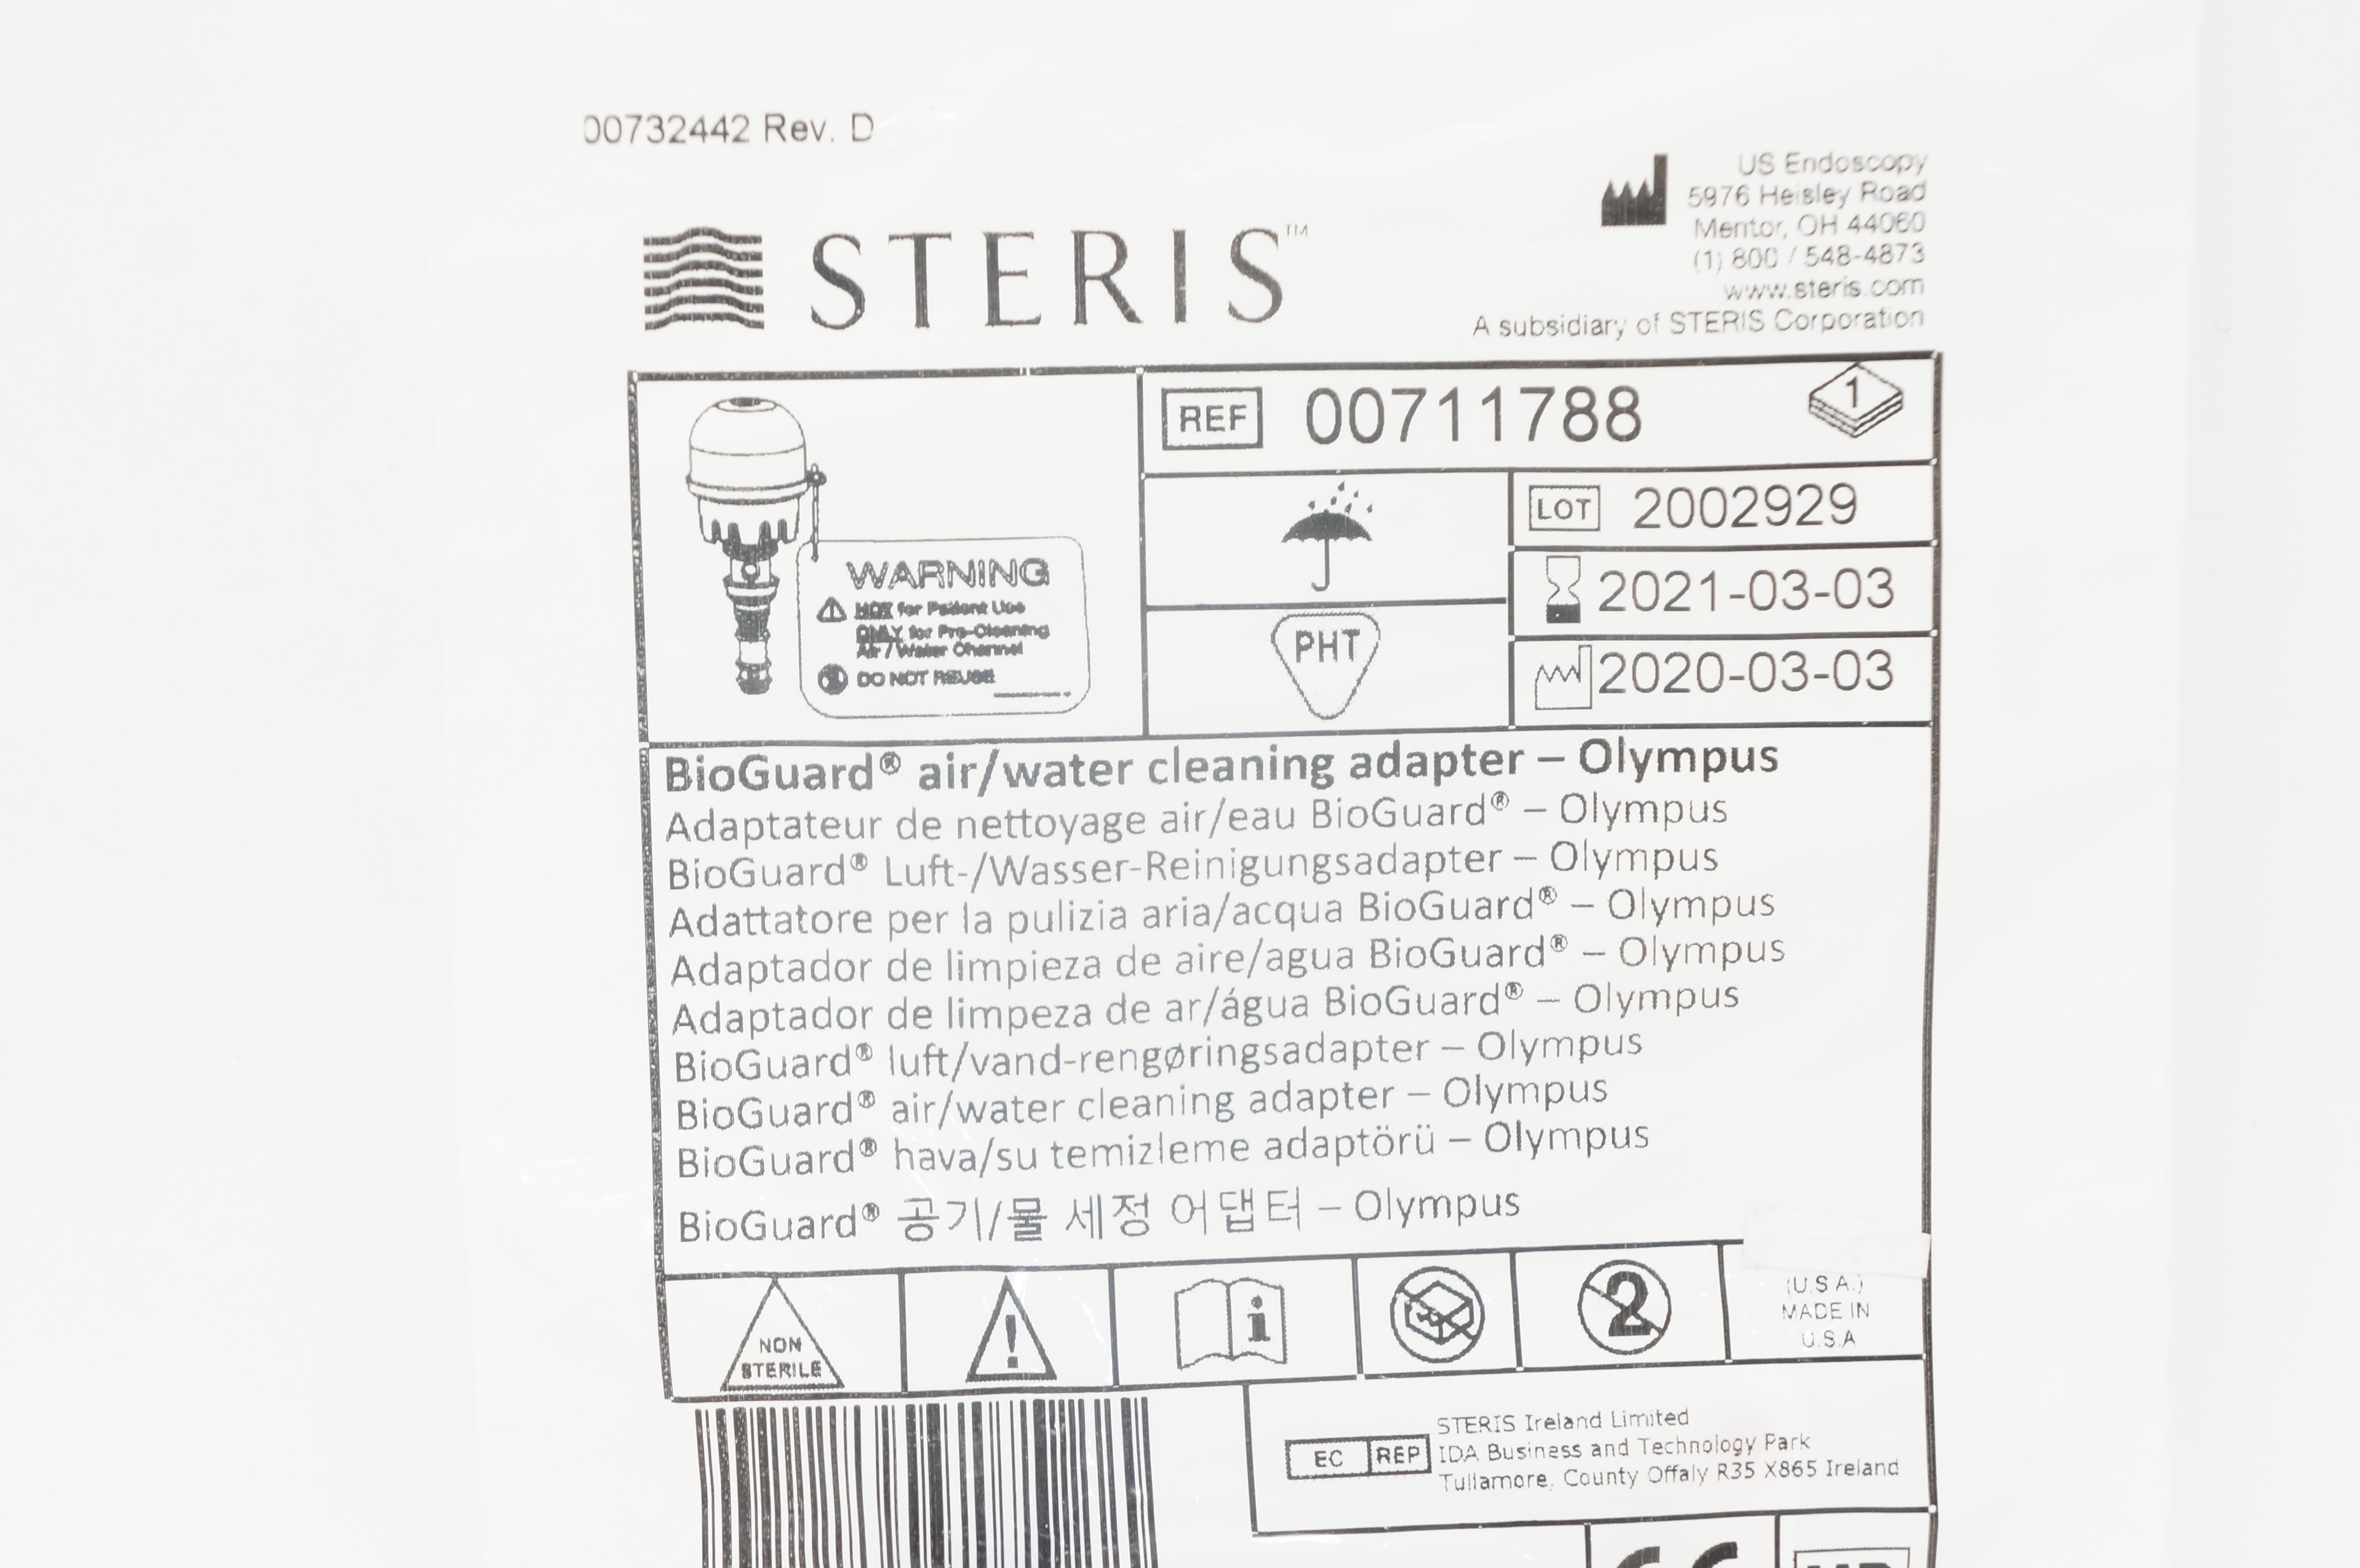 00732442 Rev. D
US Endoscopy
5976 Heisley Road
Mentor, OH 44060
(1) 800 / 548-4873
www.steris.com
A subsidiary of STERIS Corporation
STERIS™
REF 00711788
1
LOT 2002929
2021-03-03
PHT
2020-03-03
WARNING
NOT for Patient Use
ONLY for Pre-Cleaning
Air / Water Channel
DO NOT REUSE
BioGuard® air/water cleaning adapter – Olympus
Adaptateur de nettoyage air/eau BioGuard® – Olympus
BioGuard® Luft-/Wasser-Reinigungsadapter – Olympus
Adattatore per la pulizia aria/acqua BioGuard® – Olympus
Adaptador de limpieza de aire/agua BioGuard® – Olympus
Adaptador de limpeza de ar/água BioGuard® – Olympus
BioGuard® luft/vand-rengøringsadapter – Olympus
BioGuard® air/water cleaning adapter – Olympus
BioGuard® hava/su temizleme adaptörü – Olympus
BioGuard® 공기/물 세정 어댑터 – Olympus
NON
STERILE
!
i
2
(U.S.A.)
MADE IN
U.S.A
EC REP
STERIS Ireland Limited
IDA Business and Technology Park
Tullamore, County Offaly R35 X865 Ireland